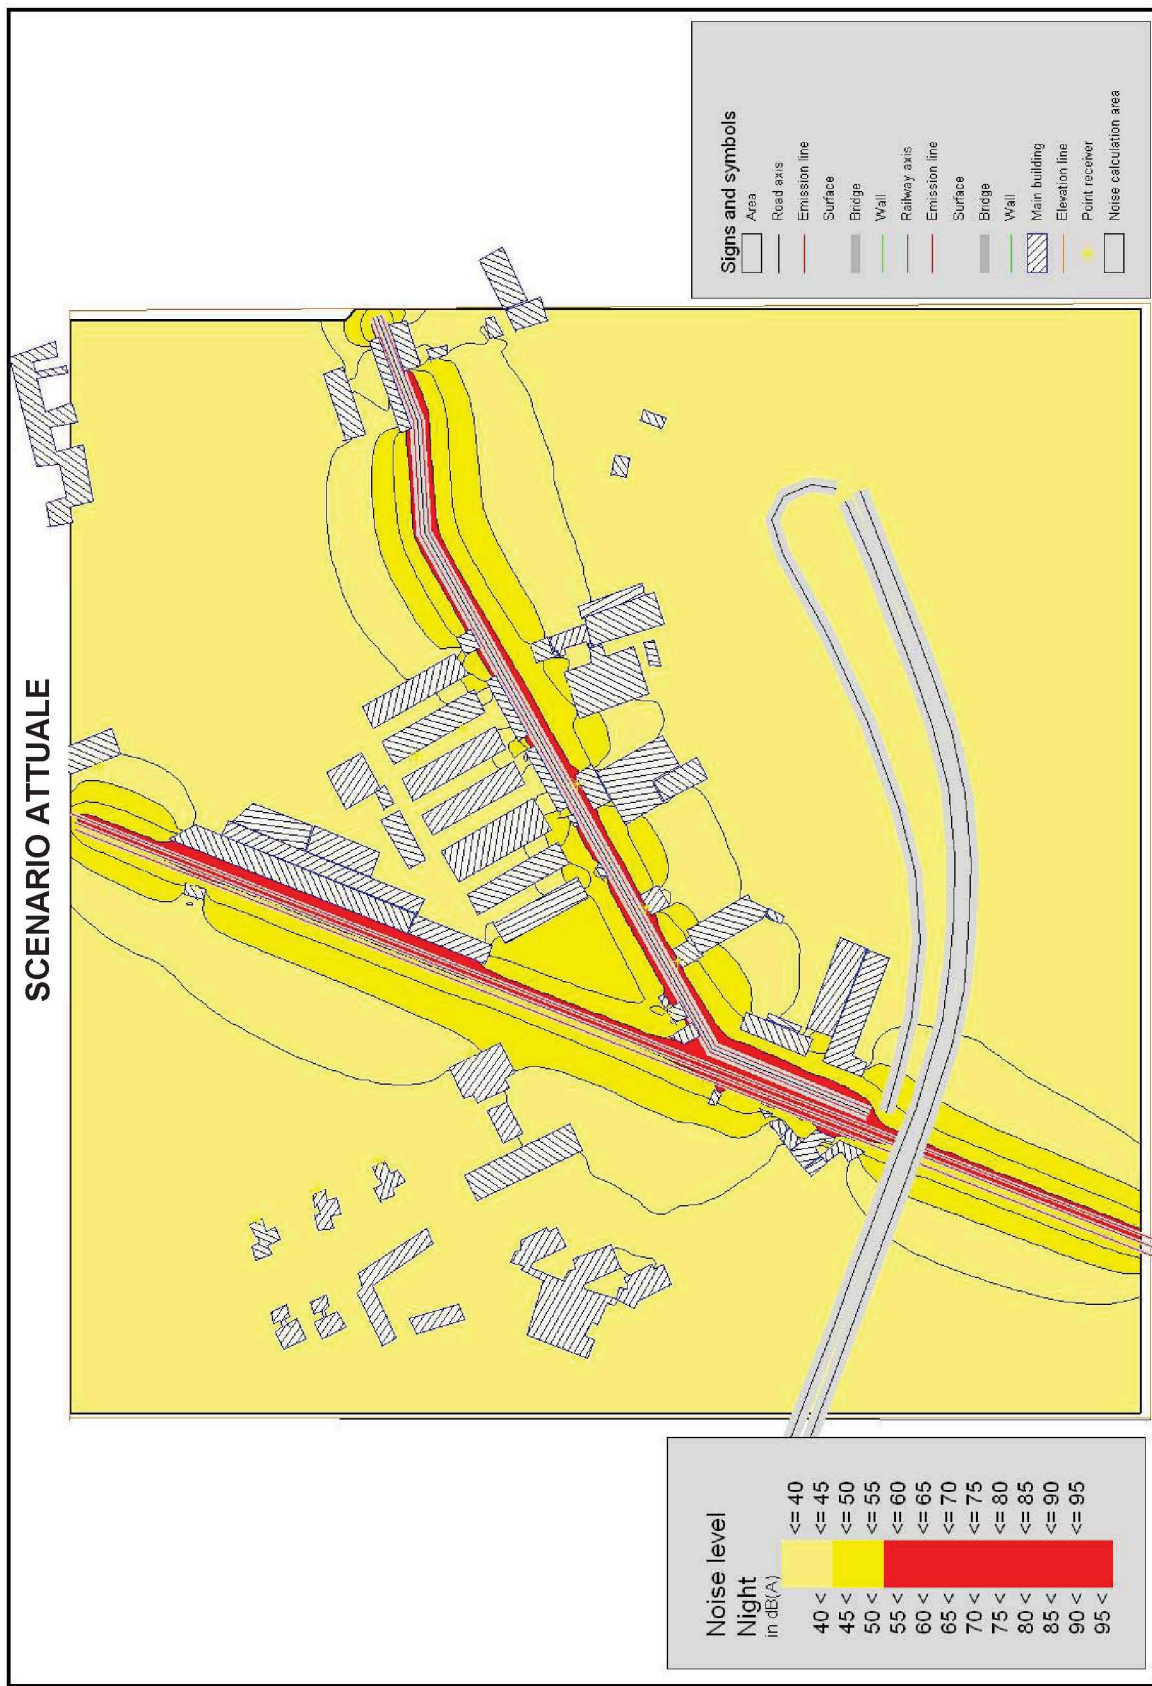 SCENARIO ATTUALE
Signs and symbols
Area
Road axis
Emission line
Surface
Bridge
Wall
Railway axis
Emission line
Surface
Bridge
Wall
Main building
Elevation line
Point receiver
Noise calculation area
Noise level
Night
in dB(A)
<= 40
40 < <= 45
45 < <= 50
50 < <= 55
55 < <= 60
60 < <= 65
65 < <= 70
70 < <= 75
75 < <= 80
80 < <= 85
85 < <= 90
90 < <= 95
95 <